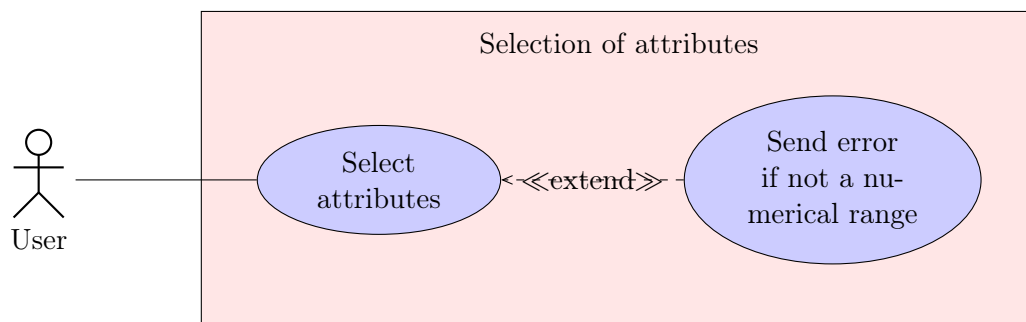 Selection of attributes
Select
attributes
≪extend≫
Send error
if not a nu-
merical range
User